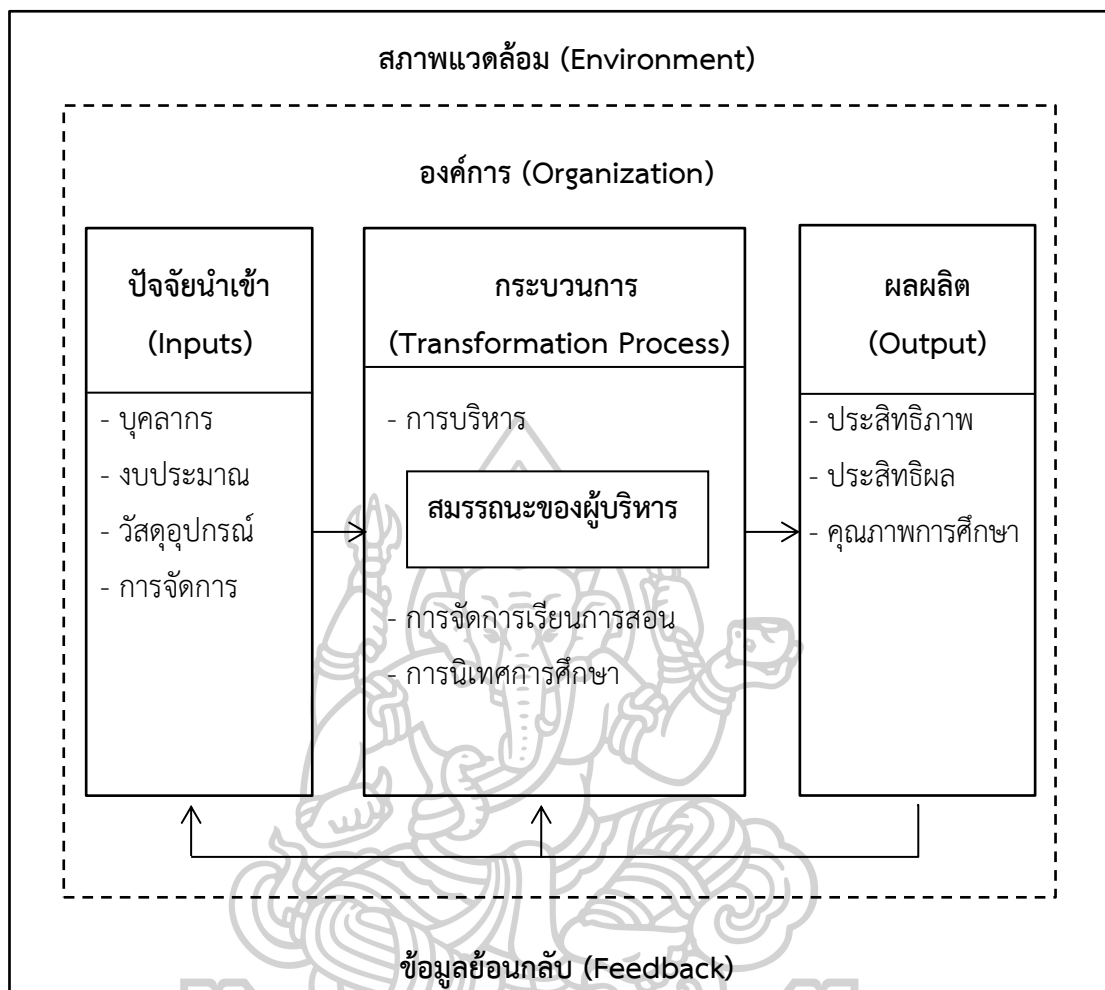 สภาพแวดล้อม (Environment)
องค์การ (Organization)
ปัจจัยนำเข้า
(Inputs)
- บุคลากร
- งบประมาณ
- วัสดุอุปกรณ์
- การจัดการ
กระบวนการ
(Transformation Process)
- การบริหาร
สมรรถนะของผู้บริหาร
- การจัดการเรียนการสอน
- การนิเทศการศึกษา
ผลผลิต
(Output)
- ประสิทธิภาพ
- ประสิทธิผล
- คุณภาพการศึกษา
ข้อมูลย้อนกลับ (Feedback)